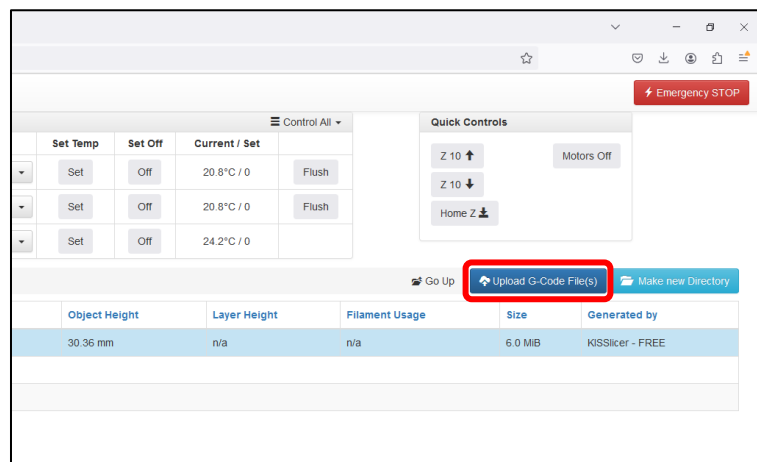 Emergency STOP
Control All
Quick Controls
Set Temp Set Off Current / Set
Z 10 Motors Off
Set Off 20.8°C / 0 Flush
Z 10
Set Off 20.8°C / 0 Flush
Home Z
Set Off 24.2°C / 0
Go Up Upload G-Code File(s) Make new Directory
Object Height Layer Height Filament Usage Size Generated by
30.36 mm n/a n/a 6.0 MiB KISSlicer - FREE